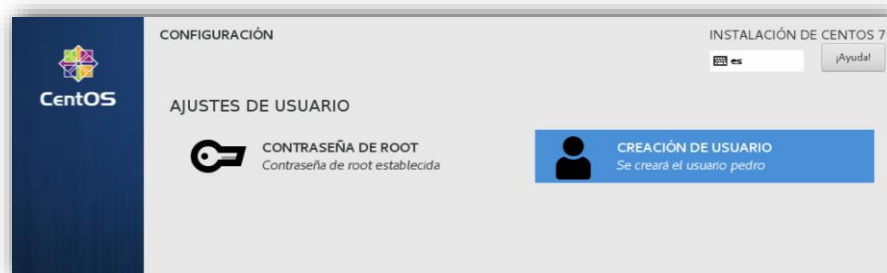 CONFIGURACIÓN
INSTALACIÓN DE CENTOS 7
es
¡Ayuda!
CentOS
AJUSTES DE USUARIO
CONTRASEÑA DE ROOT
Contraseña de root establecida
CREACIÓN DE USUARIO
Se creará el usuario pedro